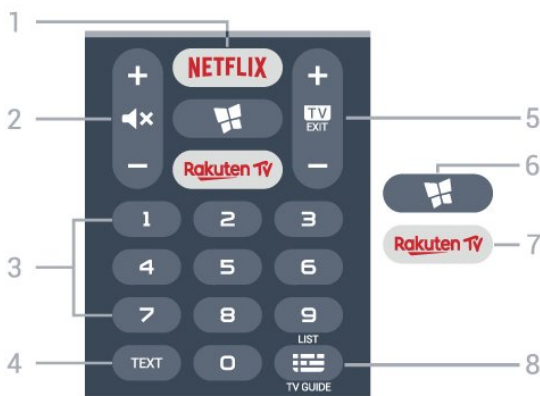 1
NETFLIX
+ +
2
TV
EXIT
5
- -
6
Rakuten TV
Rakuten TV
7
1 2 3
3
4 5 6
7 8 9
LIST
4
TEXT
0
8
TV GUIDE